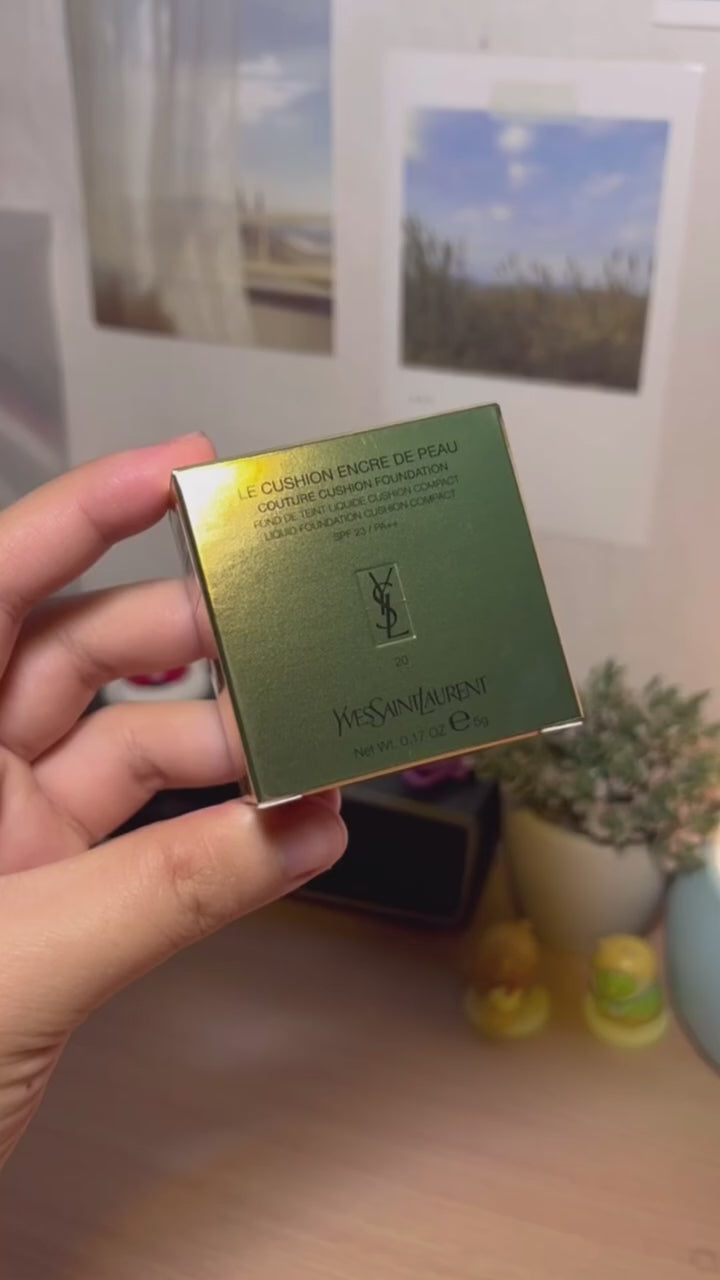 LE CUSHION ENCRE DE PEAU
COUTURE CUSHION FOUNDATION
FOND DE TEINT LIQUIDE CUSHION COMPACT
LIQUID FOUNDATION CUSHION COMPACT
SPF 23 / PA++
YSL
20
YVESSAINTLAURENT
Net Wt. 0.17 OZ ℮ 5g